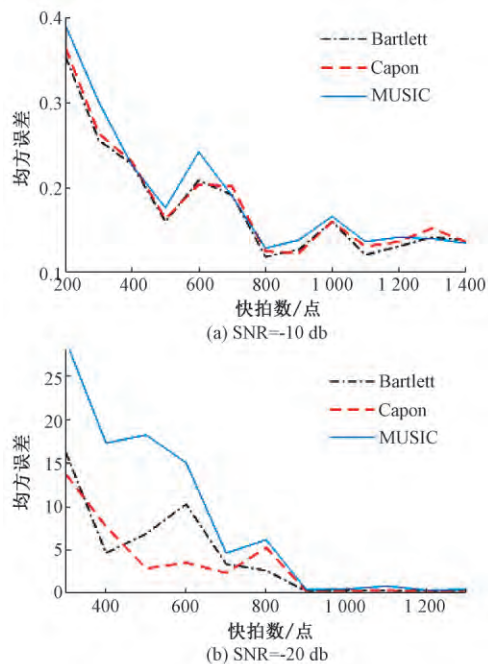 0.4
0.3
0.2
0.1
均方误差
Bartlett
Capon
MUSIC
200 400 600 800 1 000 1 200 1 400
快拍数/点
(a) SNR=-10 db
25
20
15
10
5
0
均方误差
Bartlett
Capon
MUSIC
400 600 800 1 000 1 200
快拍数/点
(b) SNR=-20 db